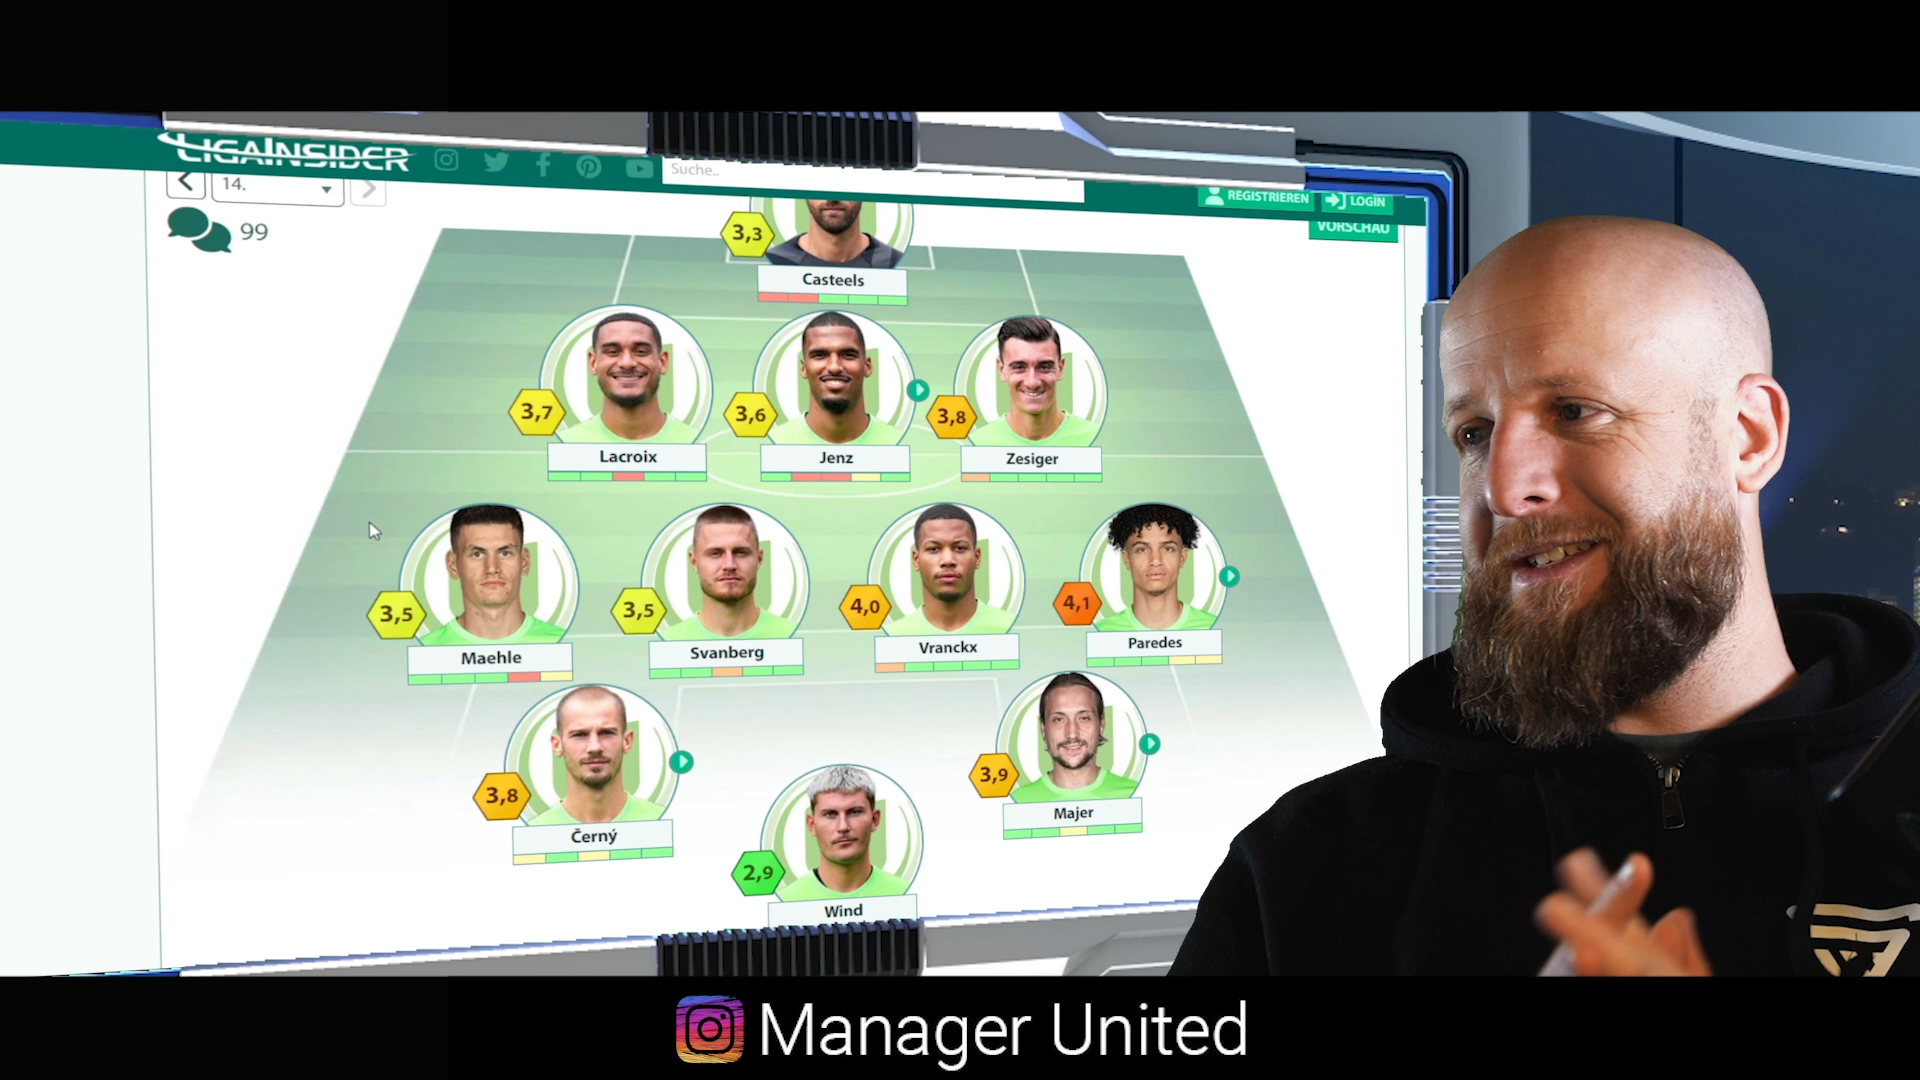 LIGAINSIDER
Suche..
REGISTRIEREN
LOGIN
14.
VORSCHAU
99
3,3
Casteels
3,7
3,6
3,8
Lacroix
Jenz
Zesiger
3,5
3,5
4,0
4,1
Maehle
Svanberg
Vranckx
Paredes
3,8
3,9
Černý
Majer
2,9
Wind
Manager United